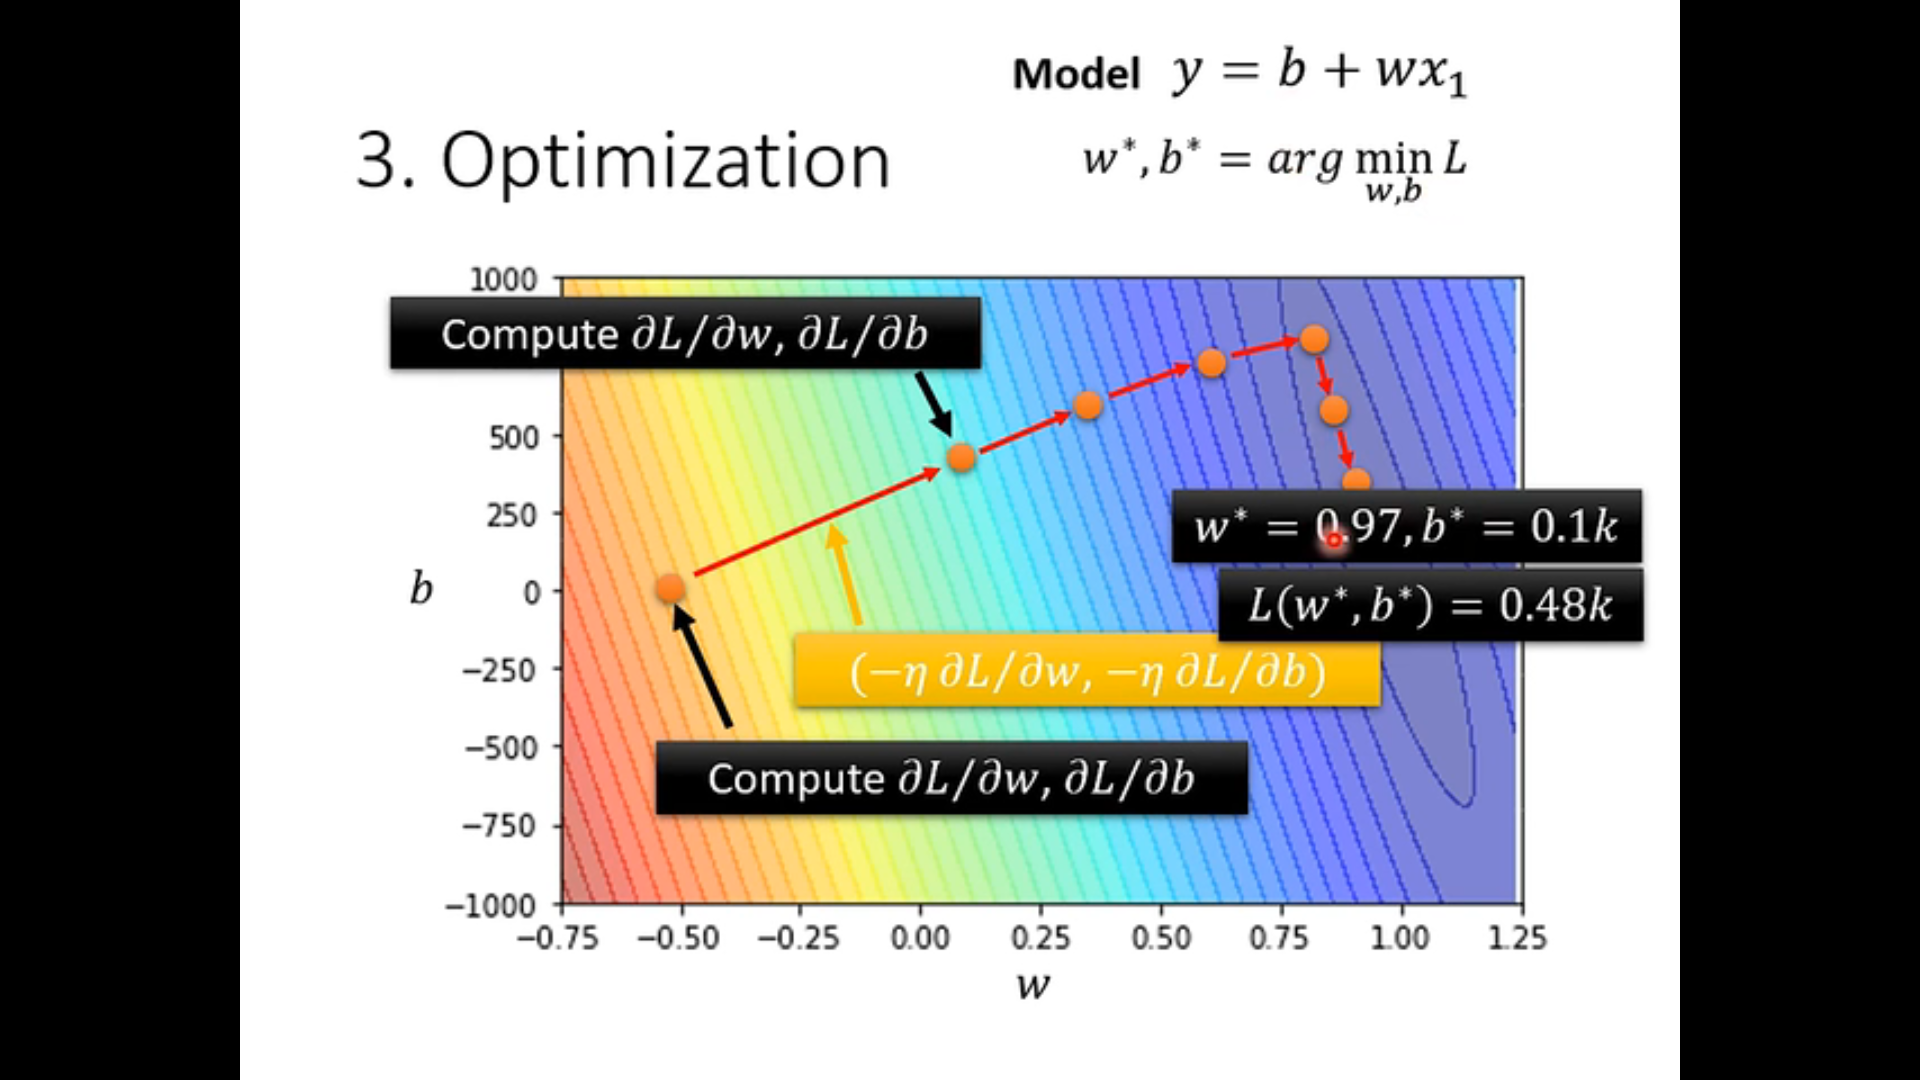 Model y = b + wx₁
3. Optimization
w*, b* = arg min L
w,b
1000
Compute ∂L/∂w, ∂L/∂b
500
250
w* = 0.97, b* = 0.1k
b
0
L(w*, b*) = 0.48k
−250
(−η ∂L/∂w, −η ∂L/∂b)
−500
Compute ∂L/∂w, ∂L/∂b
−750
−1000
−0.75 −0.50 −0.25 0.00 0.25 0.50 0.75 1.00 1.25
w